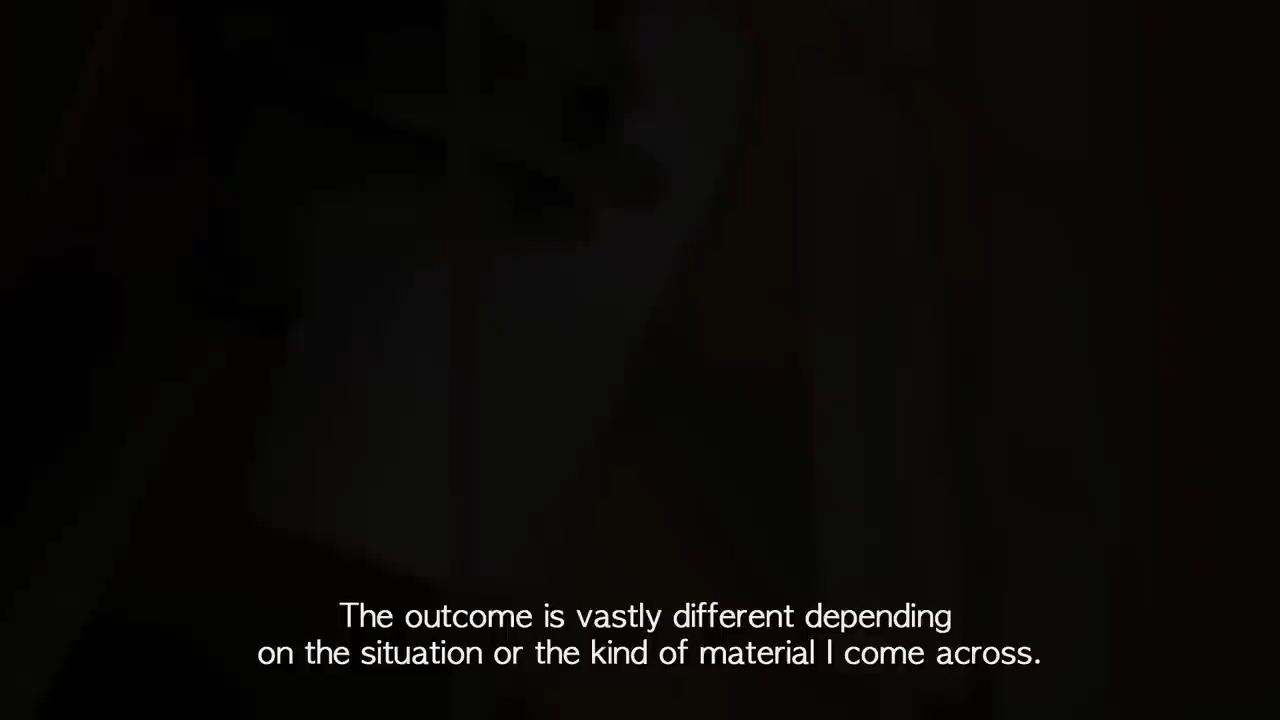 The outcome is vastly different depending
on the situation or the kind of material I come across.